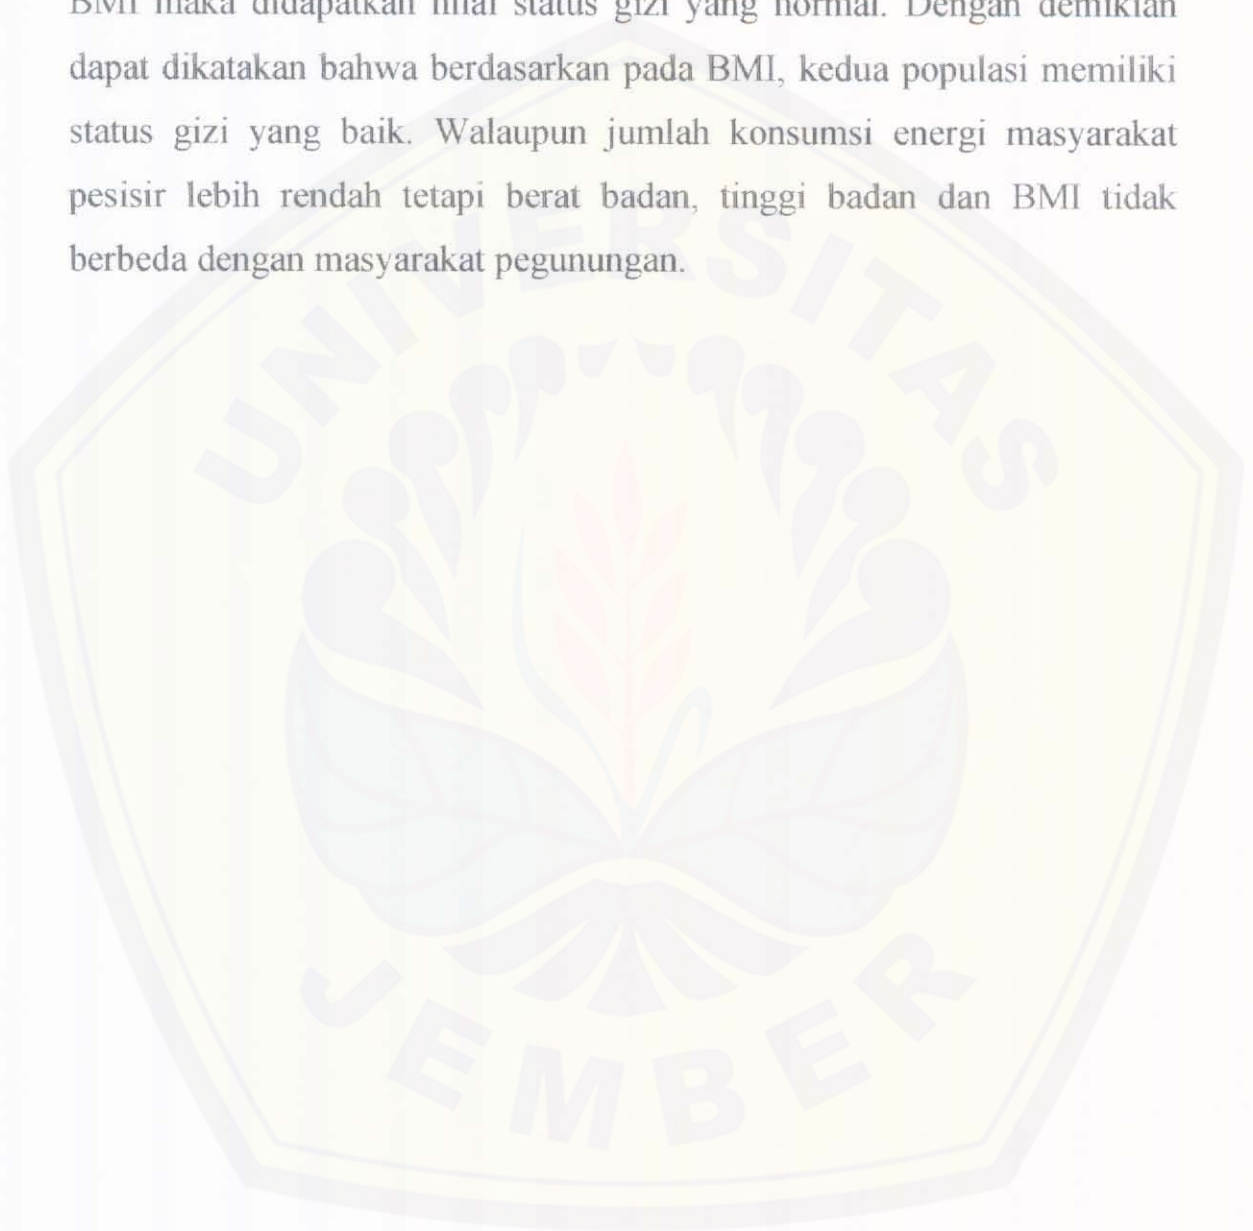 BMI maka didapatkan nilai status gizi yang normal. Dengan demikian
dapat dikatakan bahwa berdasarkan pada BMI, kedua populasi memiliki
status gizi yang baik. Walaupun jumlah konsumsi energi masyarakat
pesisir lebih rendah tetapi berat badan, tinggi badan dan BMI tidak
berbeda dengan masyarakat pegunungan.
UNIVERSITAS
JEMBER